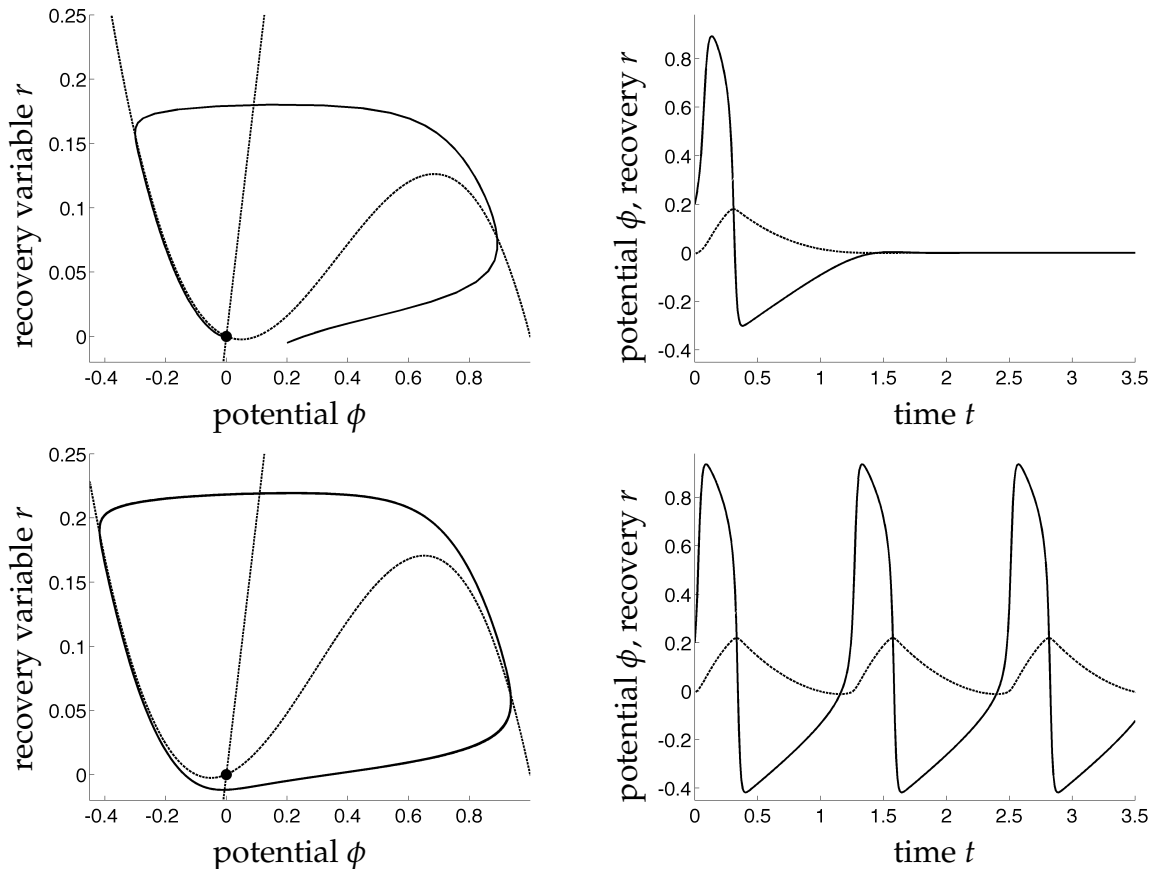 0.25
0.2
0.15
0.1
0.05
0
-0.4 -0.2 0 0.2 0.4 0.6 0.8
recovery variable r
potential ϕ
0.8
0.6
0.4
0.2
0
-0.2
-0.4
0 0.5 1 1.5 2 2.5 3 3.5
potential ϕ, recovery r
time t
0.25
0.2
0.15
0.1
0.05
0
-0.4 -0.2 0 0.2 0.4 0.6 0.8
recovery variable r
potential ϕ
0.8
0.6
0.4
0.2
0
-0.2
-0.4
0 0.5 1 1.5 2 2.5 3 3.5
potential ϕ, recovery r
time t